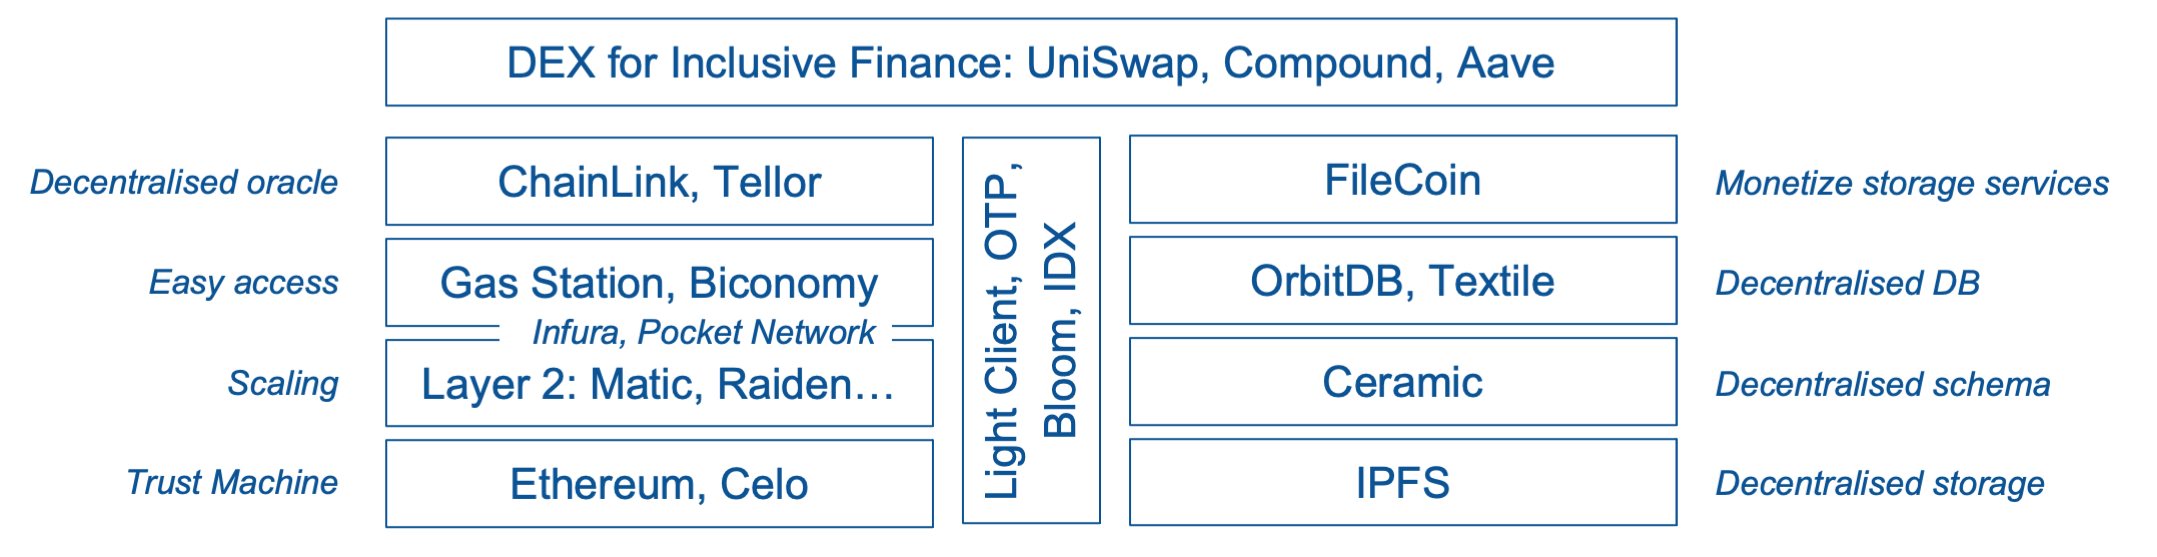 DEX for Inclusive Finance: UniSwap, Compound, Aave
Decentralised oracle
ChainLink, Tellor
Easy access
Gas Station, Biconomy
Infura, Pocket Network
Scaling
Layer 2: Matic, Raiden…
Trust Machine
Ethereum, Celo
Light Client, OTP,
Bloom, IDX
FileCoin
Monetize storage services
OrbitDB, Textile
Decentralised DB
Ceramic
Decentralised schema
IPFS
Decentralised storage